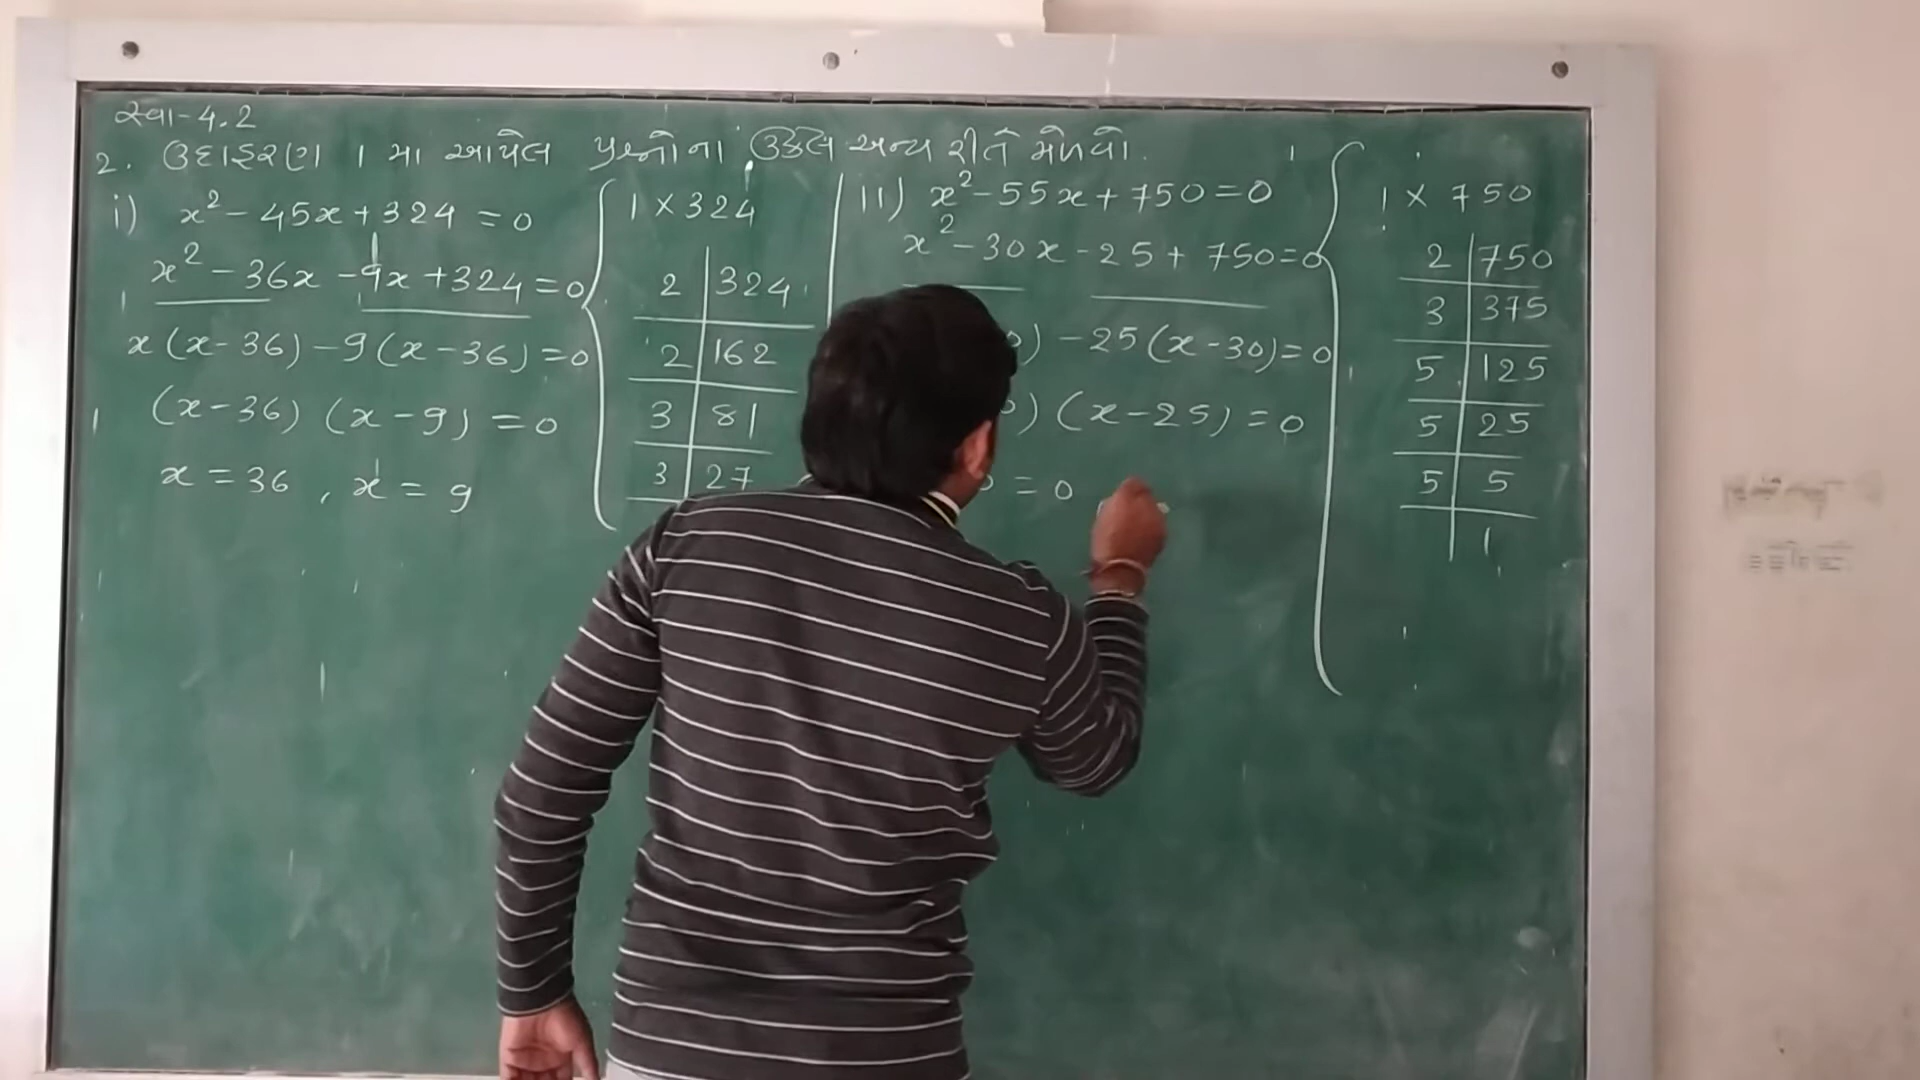 સ્વા-4.2
2. ઉદાહરણ 1 મા આપેલ પ્રશ્નોના ઉકેલ અન્ય રીતે મેળવો.
i) x² - 45x + 324 = 0
x² - 36x - 9x + 324 = 0
x(x-36) - 9(x-36) = 0
(x-36) (x-9) = 0
x = 36 , x = 9
1 × 324
2 | 324
2 | 162
3 | 81
3 | 27
11) x² - 55x + 750 = 0
x² - 30x - 25 + 750 = 0
) - 25(x-30) = 0
) (x-25) = 0
= 0
1 × 750
2 | 750
3 | 375
5 | 125
5 | 25
5 | 5
1